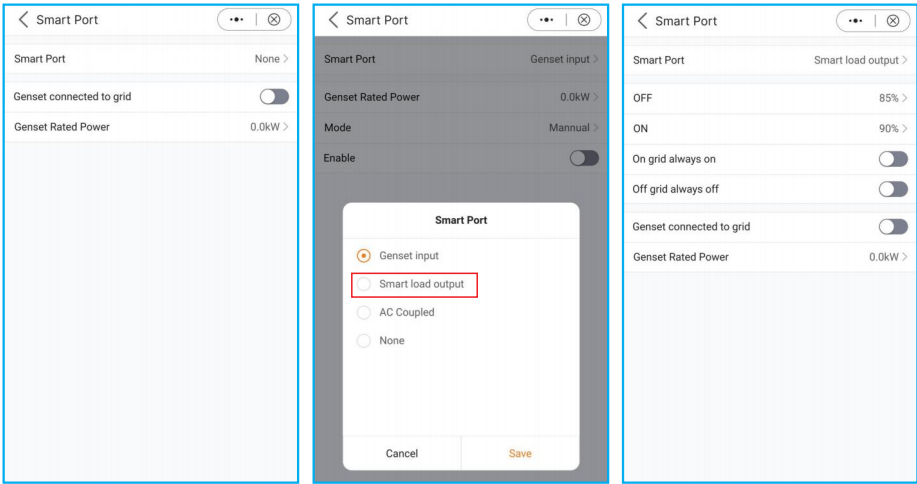 Smart Port
Smart Port None
Genset connected to grid
Genset Rated Power 0.0kW
Smart Port
Smart Port Genset input
Genset Rated Power 0.0kW
Mode Mannual
Enable
Smart Port
Genset input
Smart load output
AC Coupled
None
Cancel Save
Smart Port
Smart Port Smart load output
OFF 85%
ON 90%
On grid always on
Off grid always off
Genset connected to grid
Genset Rated Power 0.0kW